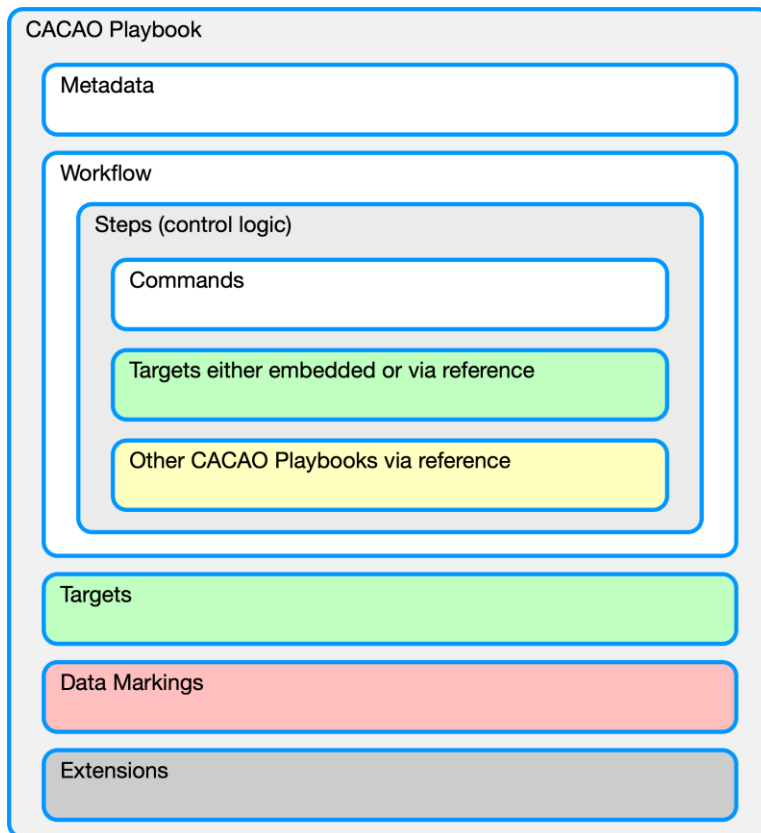 CACAO Playbook
Metadata
Workflow
Steps (control logic)
Commands
Targets either embedded or via reference
Other CACAO Playbooks via reference
Targets
Data Markings
Extensions